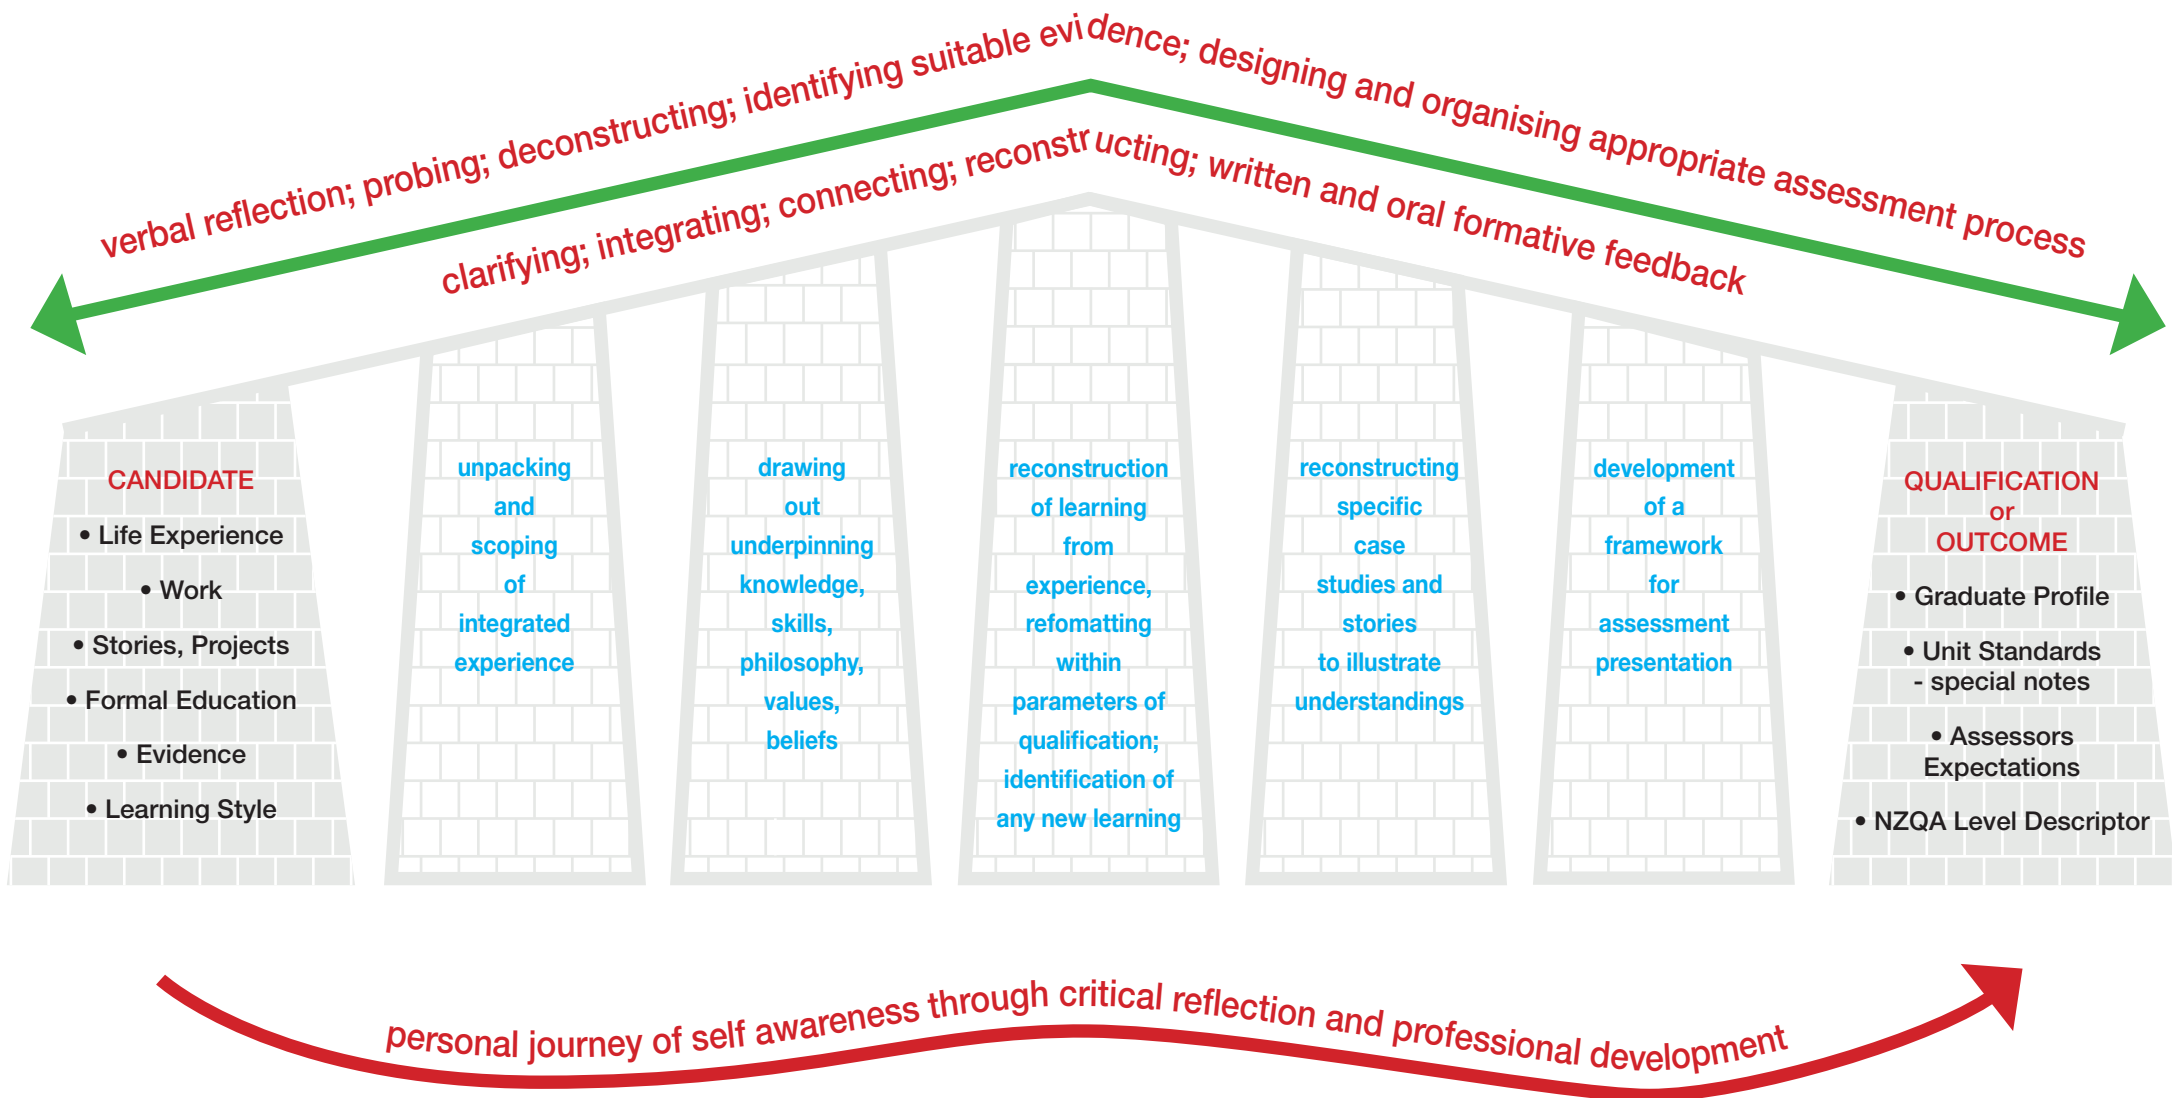 verbal reflection; probing; deconstructing; identifying suitable evidence; designing and organising appropriate assessment process
clarifying; integrating; connecting; reconstructing; written and oral formative feedback
CANDIDATE
• Life Experience
• Work
• Stories, Projects
• Formal Education
• Evidence
• Learning Style
unpacking
and
scoping
of
integrated
experience
drawing
out
underpinning
knowledge,
skills,
philosophy,
values,
beliefs
reconstruction
of learning
from
experience,
refomatting
within
parameters of
qualification;
identification of
any new learning
reconstructing
specific
case
studies and
stories
to illustrate
understandings
development
of a
framework
for
assessment
presentation
QUALIFICATION
or
OUTCOME
• Graduate Profile
• Unit Standards
- special notes
• Assessors
Expectations
• NZQA Level Descriptor
personal journey of self awareness through critical reflection and professional development